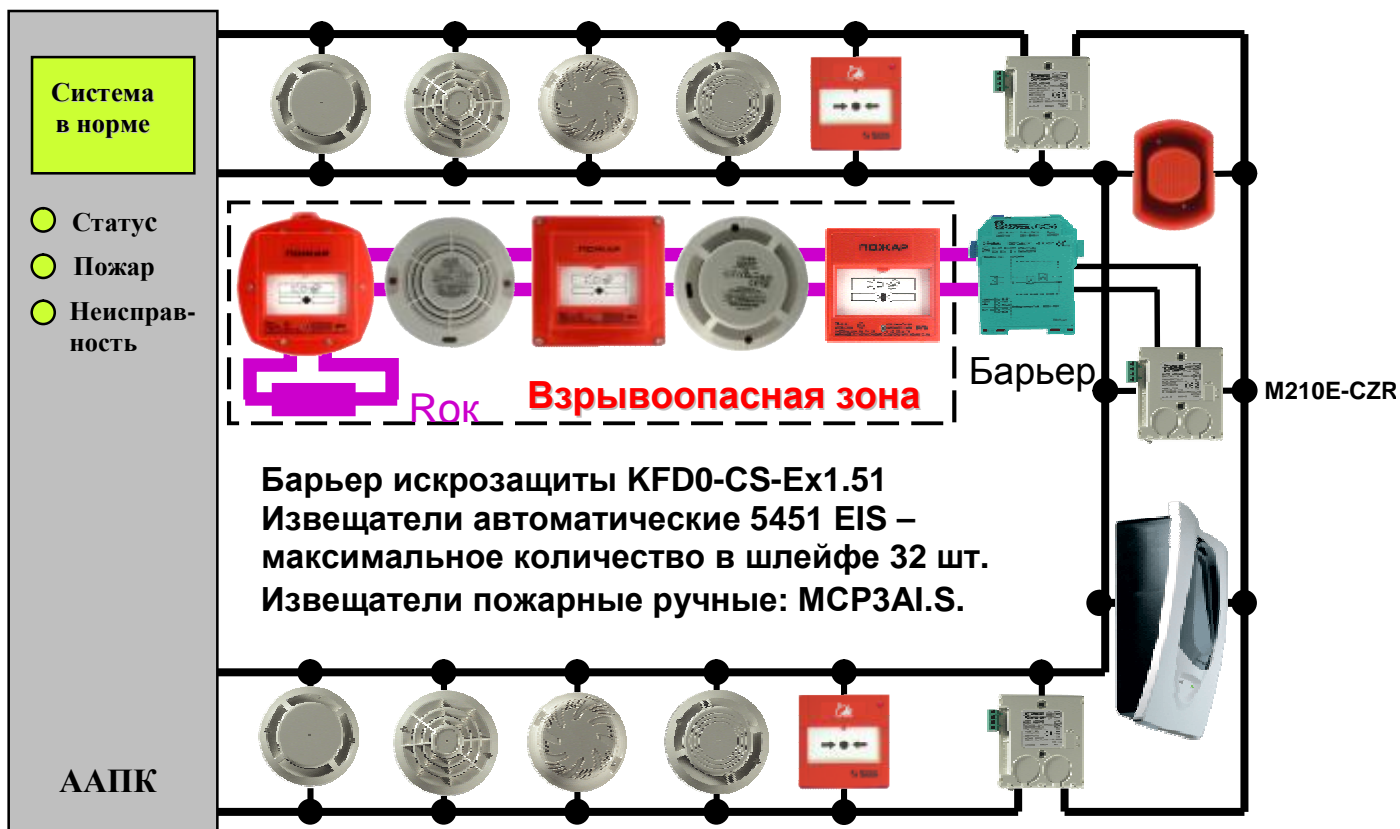 Система
в норме
Статус
Пожар
Неисправ-
ность
ААПК
ПОЖАР
ПОЖАР
ПОЖАР
Барьер
Rок
Взрывоопасная зона
M210E-CZR
Барьер искрозащиты KFD0-CS-Ex1.51
Извещатели автоматические 5451 EIS –
максимальное количество в шлейфе 32 шт.
Извещатели пожарные ручные: MCP3AI.S.